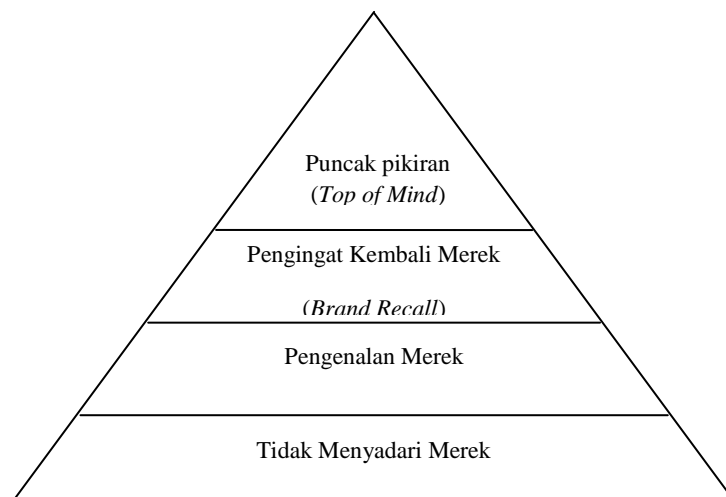 Puncak pikiran
(Top of Mind)
Pengingat Kembali Merek
(Brand Recall)
Pengenalan Merek
Tidak Menyadari Merek